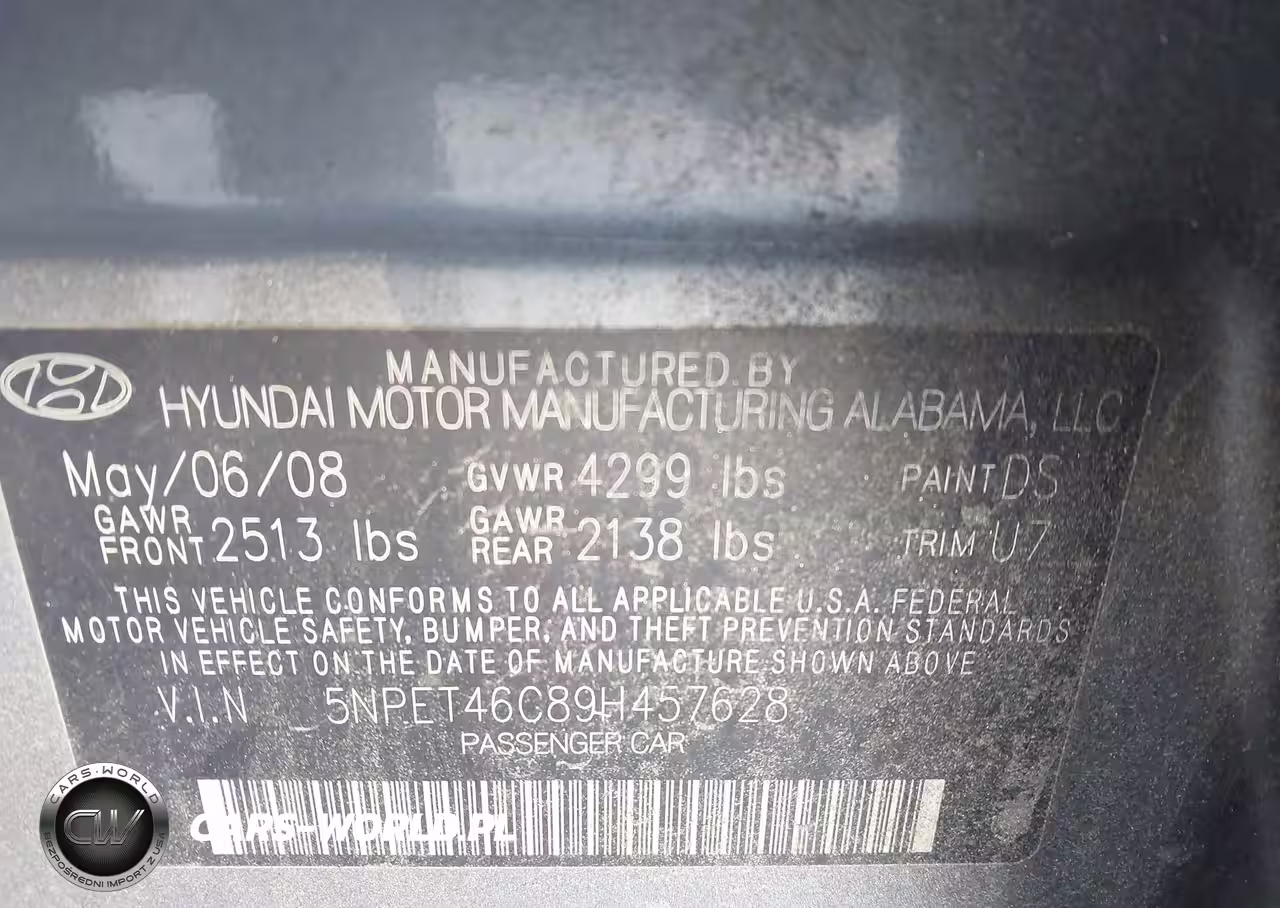 MANUFACTURED BY
HYUNDAI MOTOR MANUFACTURING ALABAMA, LLC
May/06/08 GVWR 4299 lbs PAINT DS
GAWR FRONT 2513 lbs GAWR REAR 2138 lbs TRIM U7
THIS VEHICLE CONFORMS TO ALL APPLICABLE U.S.A. FEDERAL
MOTOR VEHICLE SAFETY, BUMPER, AND THEFT PREVENTION STANDARDS
IN EFFECT ON THE DATE OF MANUFACTURE SHOWN ABOVE
V.I.N 5NPET46C89H457628
PASSENGER CAR
CARS-WORLD
CW
BEZPOŚREDNI IMPORT Z USA
CARS-WORLD.PL